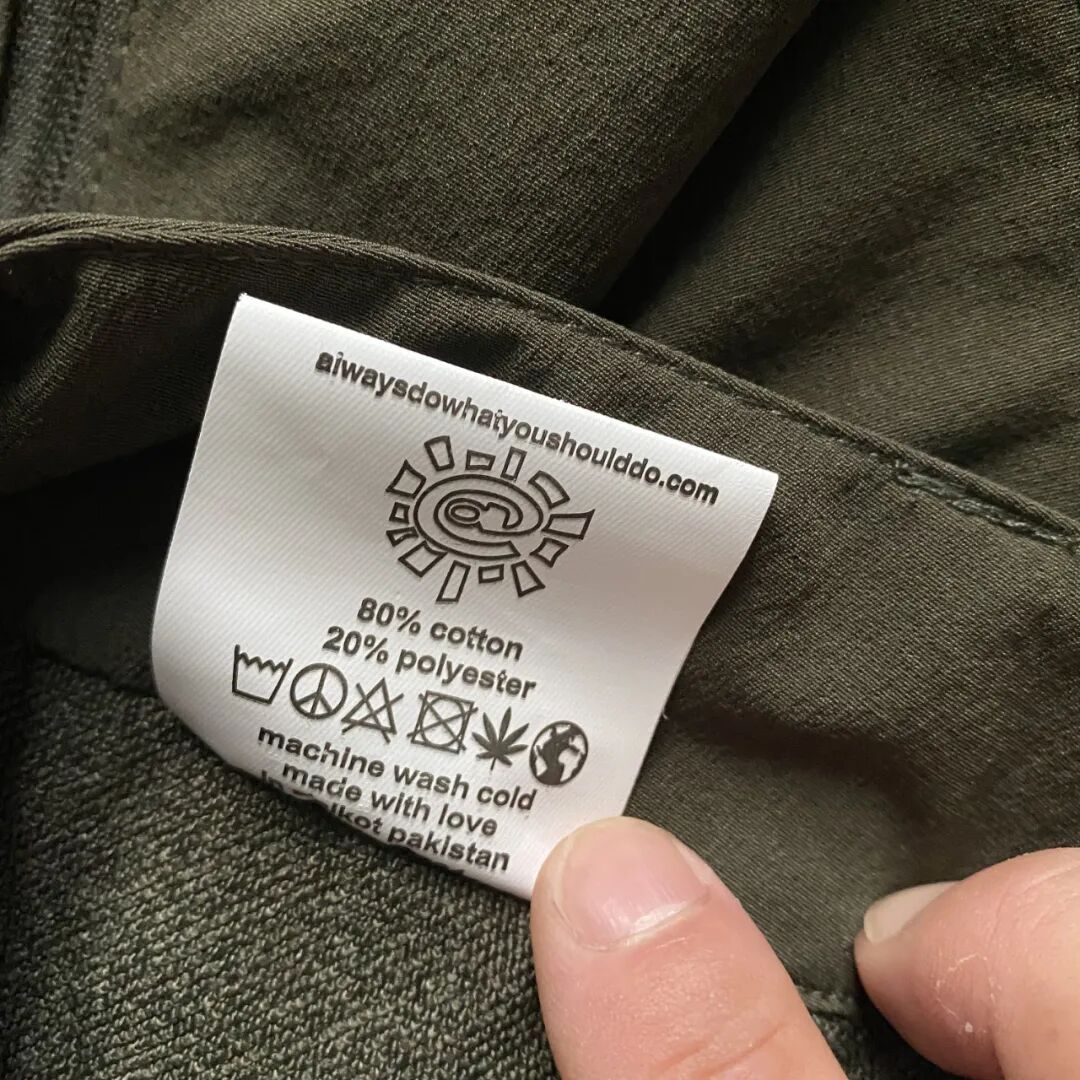 alwaysdowhatyoushoulddo.com
@
80% cotton
20% polyester
machine wash cold
made with love
pakistan